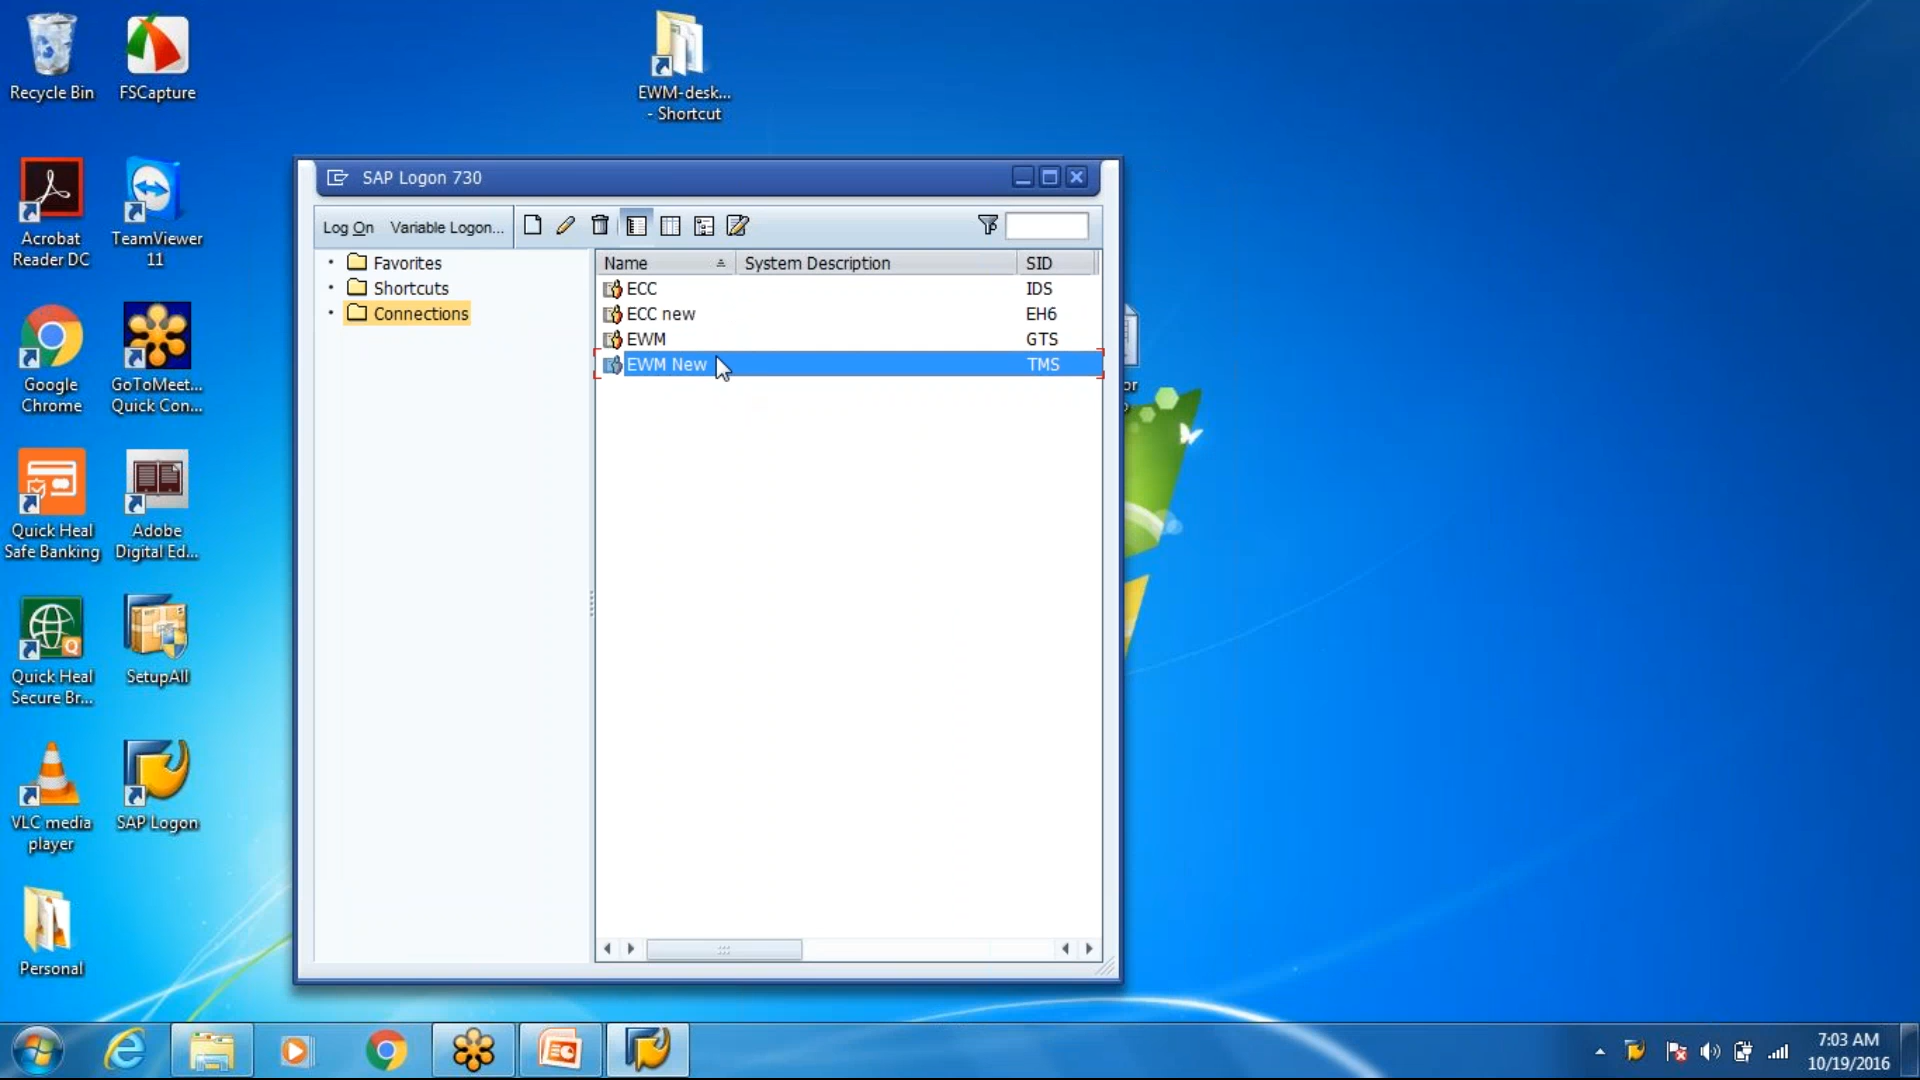 Recycle Bin
FSCapture
EWM-desk...
- Shortcut
Acrobat
Reader DC
TeamViewer
11
Google
Chrome
GoToMeet...
Quick Con...
Quick Heal
Safe Banking
Adobe
Digital Ed...
Quick Heal
Secure Br...
SetupAll
VLC media
player
SAP Logon
Personal
SAP Logon 730
Log On Variable Logon...
Favorites
Shortcuts
Connections
Name System Description SID
ECC IDS
ECC new EH6
EWM GTS
EWM New TMS
7:03 AM
10/19/2016